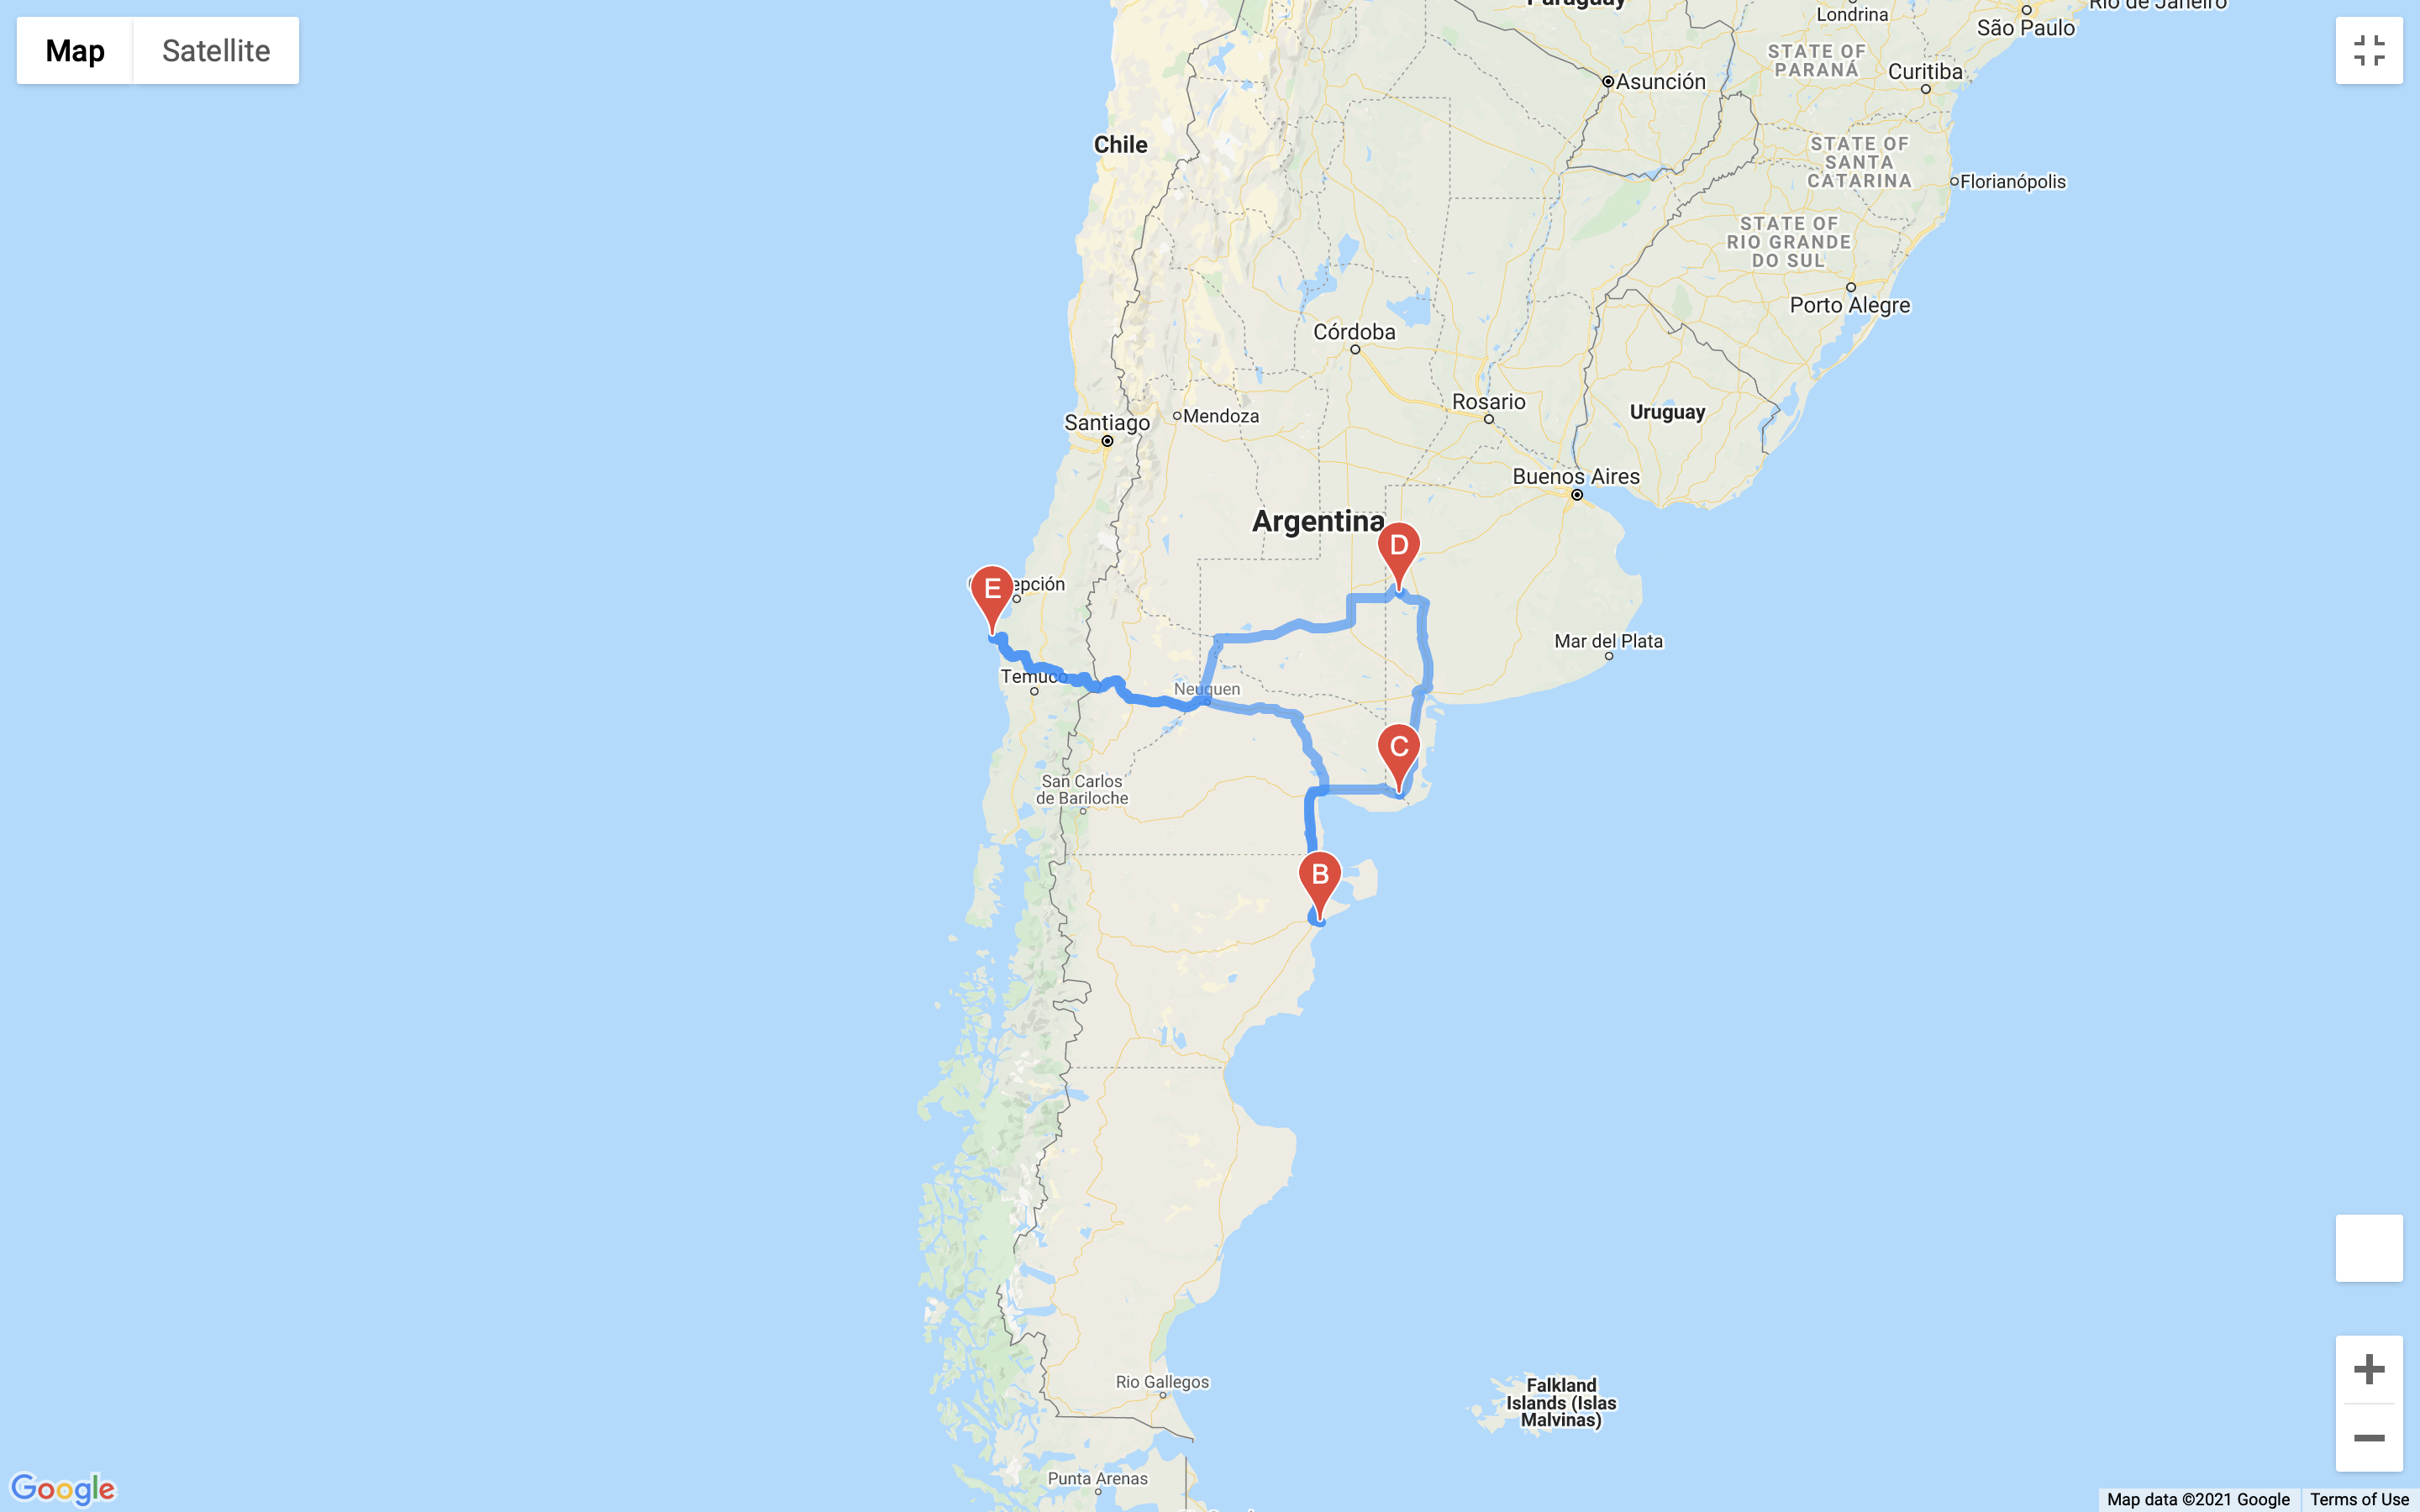 Map
Satellite
Paraguay
Londrina
Rio de Janeiro
São Paulo
STATE OF
PARANÁ
Curitiba
Asunción
Chile
STATE OF
SANTA
CATARINA
Florianópolis
STATE OF
RIO GRANDE
DO SUL
Porto Alegre
Córdoba
Rosario
Uruguay
Santiago
Mendoza
Buenos Aires
Argentina
D
E
epción
Mar del Plata
Temuco
Neuquen
C
San Carlos
de Bariloche
B
Rio Gallegos
Falkland
Islands (Islas
Malvinas)
Punta Arenas
Google
Map data ©2021 Google
Terms of Use